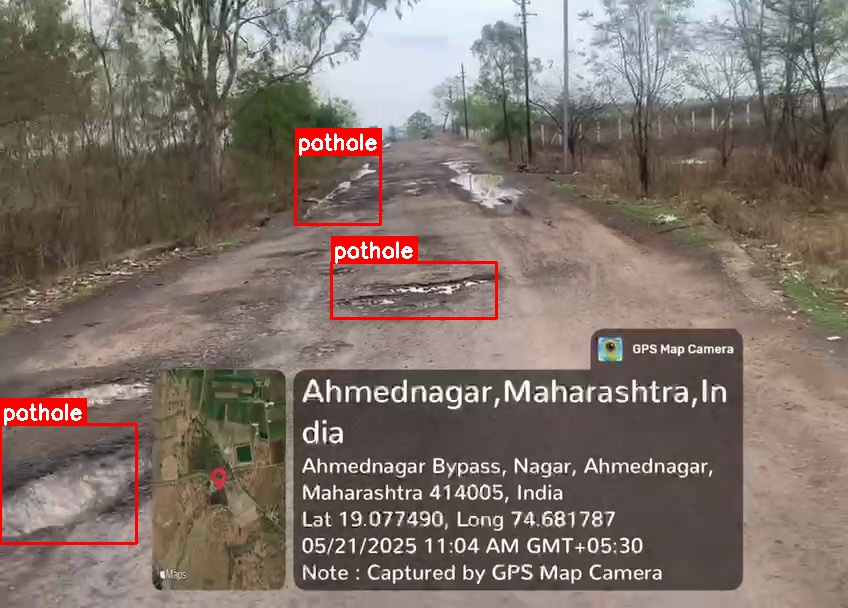 pothole
pothole
pothole
GPS Map Camera
Ahmednagar,Maharashtra,In
dia
Ahmednagar Bypass, Nagar, Ahmednagar,
Maharashtra 414005, India
Lat 19.077490, Long 74.681787
05/21/2025 11:04 AM GMT+05:30
Note : Captured by GPS Map Camera
Maps